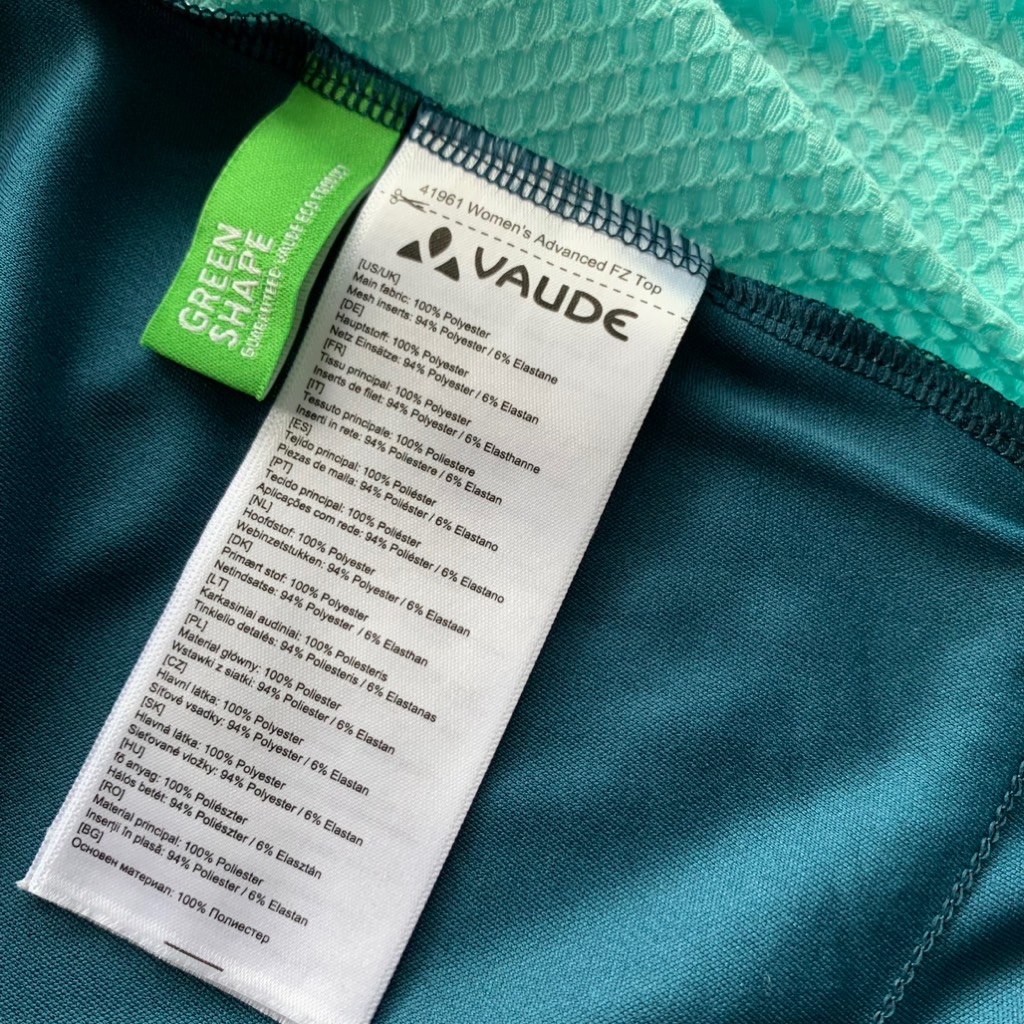 GREEN
SHAPE
GUARANTEED VAUDE ECO PRODUCT
41961 Women's Advanced FZ Top
VAUDE
[US/UK]
Main fabric: 100% Polyester
Mesh inserts: 94% Polyester / 6% Elastane
[DE]
Hauptstoff: 100% Polyester
Netz Einsätze: 94% Polyester / 6% Elastan
[FR]
Tissu principal: 100% Polyester
Inserts de filet: 94% Polyester / 6% Elasthanne
[IT]
Tessuto principale: 100% Poliestere
Inserti in rete: 94% Poliestere / 6% Elastan
[ES]
Tejido principal: 100% Poliéster
Piezas de malla: 94% Poliéster / 6% Elastano
[PT]
Tecido principal: 100% Poliéster
Aplicações com rede: 94% Poliéster / 6% Elastano
[NL]
Hoofdstof: 100% Polyester
Webinzetstukken: 94% Polyester / 6% Elastaan
[DK]
Primært stof: 100% Polyester
Netindsatse: 94% Polyester / 6% Elasthan
[LT]
Karkasiniai audiniai: 100% Poliesteris
Tinklelio detalės: 94% Poliesteris / 6% Elastanas
[PL]
Materiał główny: 100% Poliester
Wstawki z siatki: 94% Poliester / 6% Elastan
[CZ]
Hlavní látka: 100% Polyester
Síťové vsadky: 94% Polyester / 6% Elastan
[SK]
Hlavná látka: 100% Polyester
Sieťované vložky: 94% Polyester / 6% Elastan
[HU]
fő anyag: 100% Poliészter
Hálós betét: 94% Poliészter / 6% Elasztán
[RO]
Material principal: 100% Poliester
Inserţii în plasă: 94% Poliester / 6% Elastan
[BG]
Основен материал: 100% Полиестер